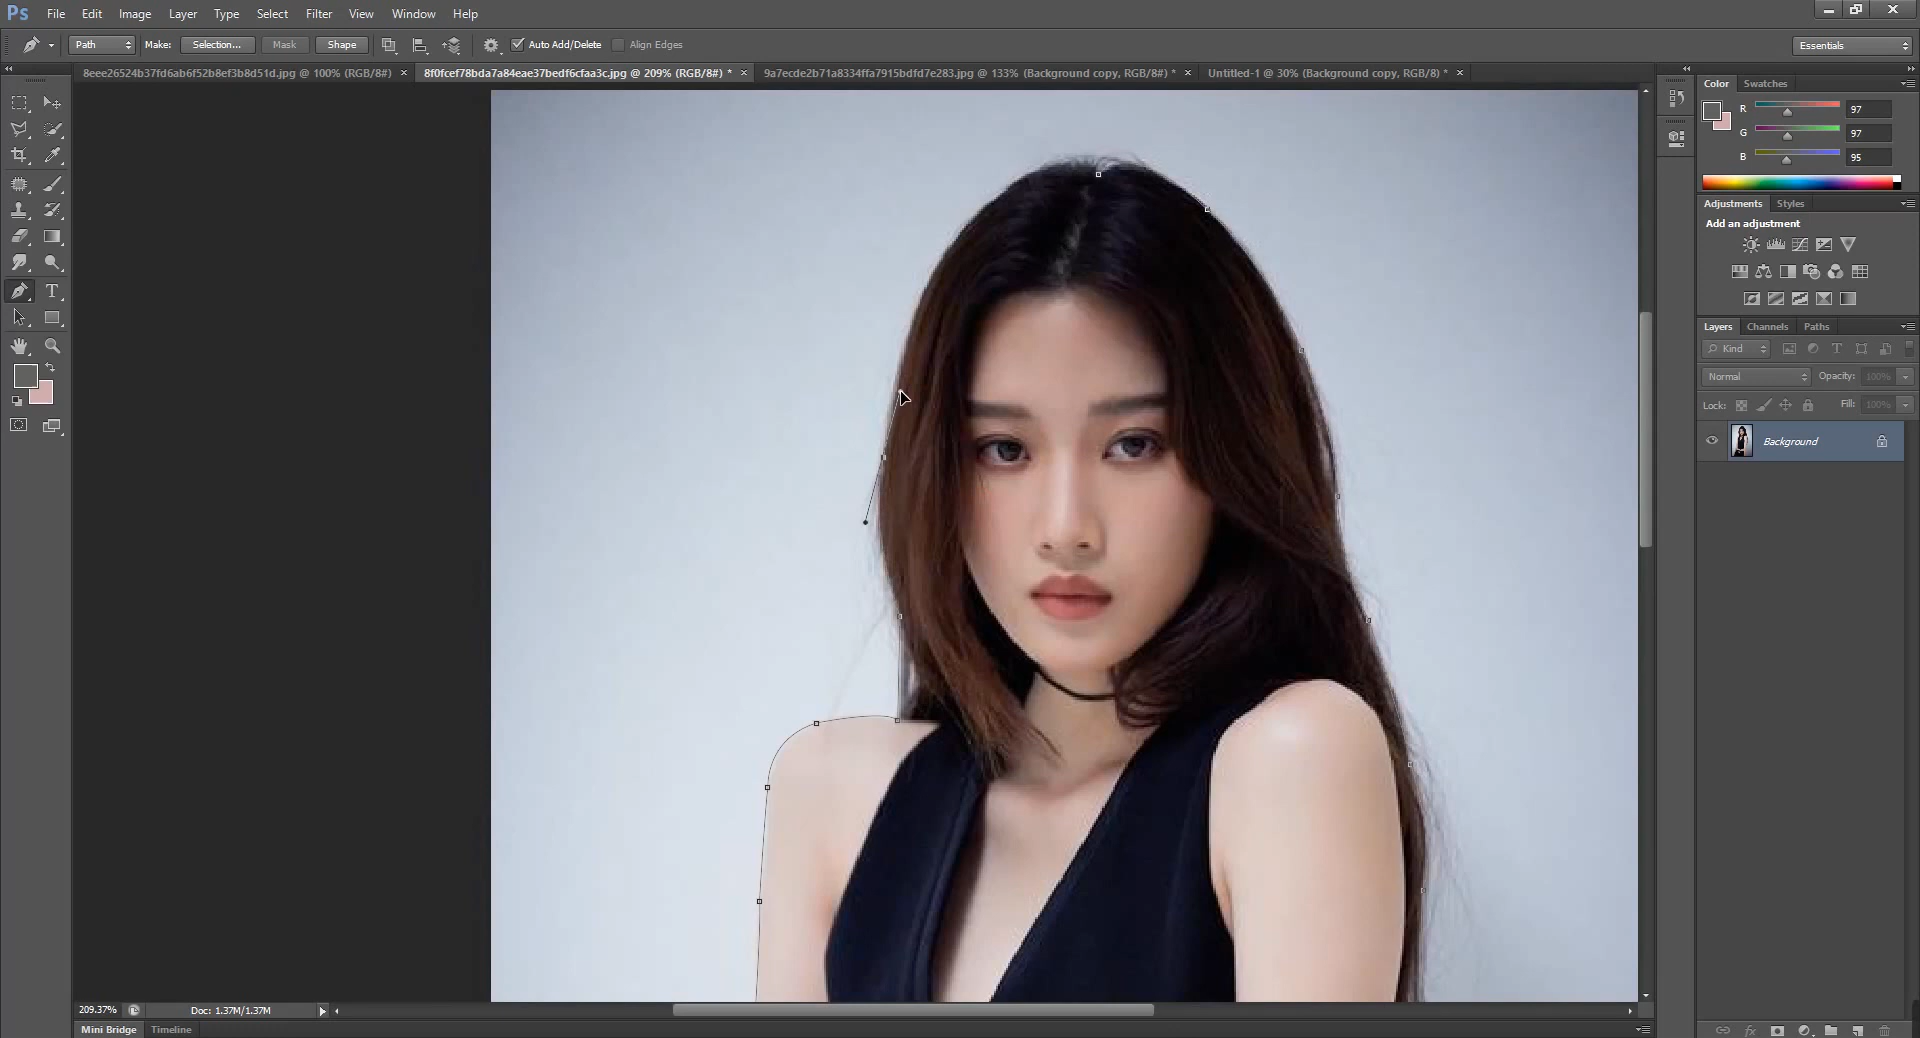 Ps File Edit Image Layer Type Select Filter View Window Help
Path Make: Selection... Mask Shape Auto Add/Delete Align Edges Essentials
8eee26524b37fd6ab6f52b8ef3b8d51d.jpg @ 100% (RGB/8#) × 8f0fcef78bda7a84eae37bedf6cfaa3c.jpg @ 209% (RGB/8#) * × 9a7ecde2b71a8334ffa7915bdfd7e283.jpg @ 133% (Background copy, RGB/8#) * × Untitled-1 @ 30% (Background copy, RGB/8) * ×
Color Swatches
R 97
G 97
B 95
Adjustments Styles
Add an adjustment
Layers Channels Paths
Kind
Normal Opacity: 100%
Lock: Fill: 100%
Background
209.37% Doc: 1.37M/1.37M
Mini Bridge Timeline